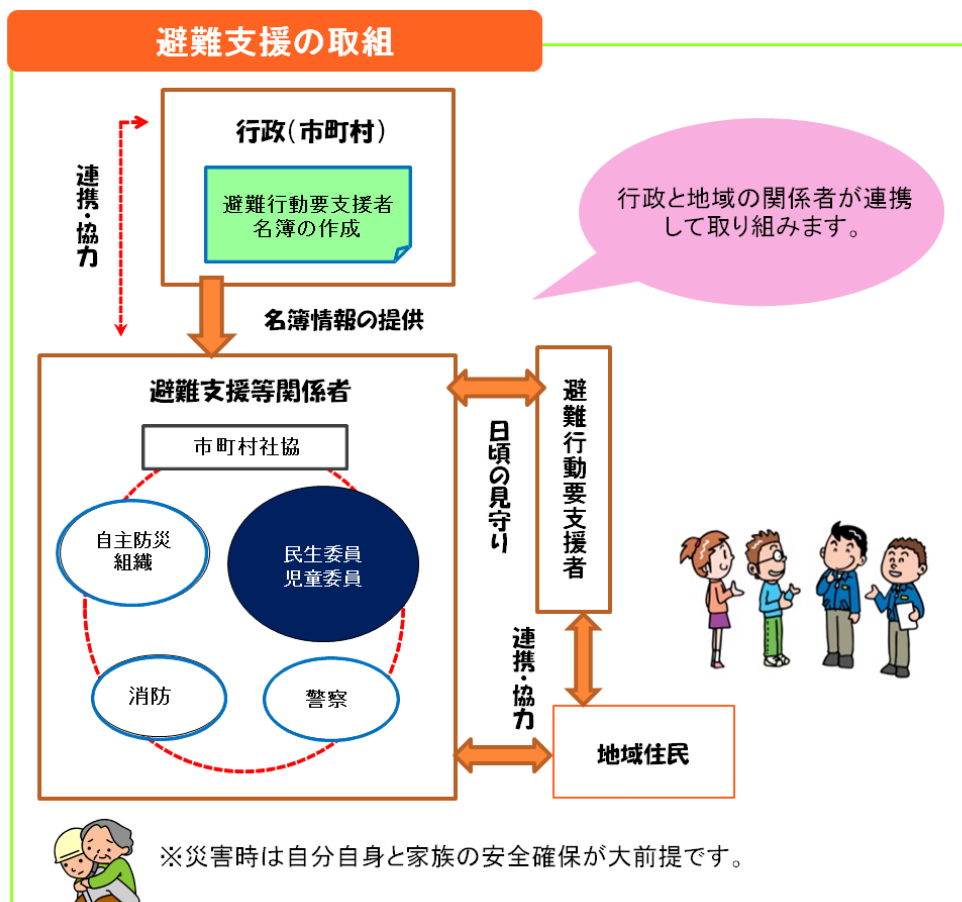 避難支援の取組
行政(市町村)
避難行動要支援者
名簿の作成
連携・協力
行政と地域の関係者が連携
して取り組みます。
名簿情報の提供
避難支援等関係者
市町村社協
自主防災
組織
民生委員
児童委員
消防
警察
日頃の見守り
避難行動要支援者
連携・協力
地域住民
※災害時は自分自身と家族の安全確保が大前提です。